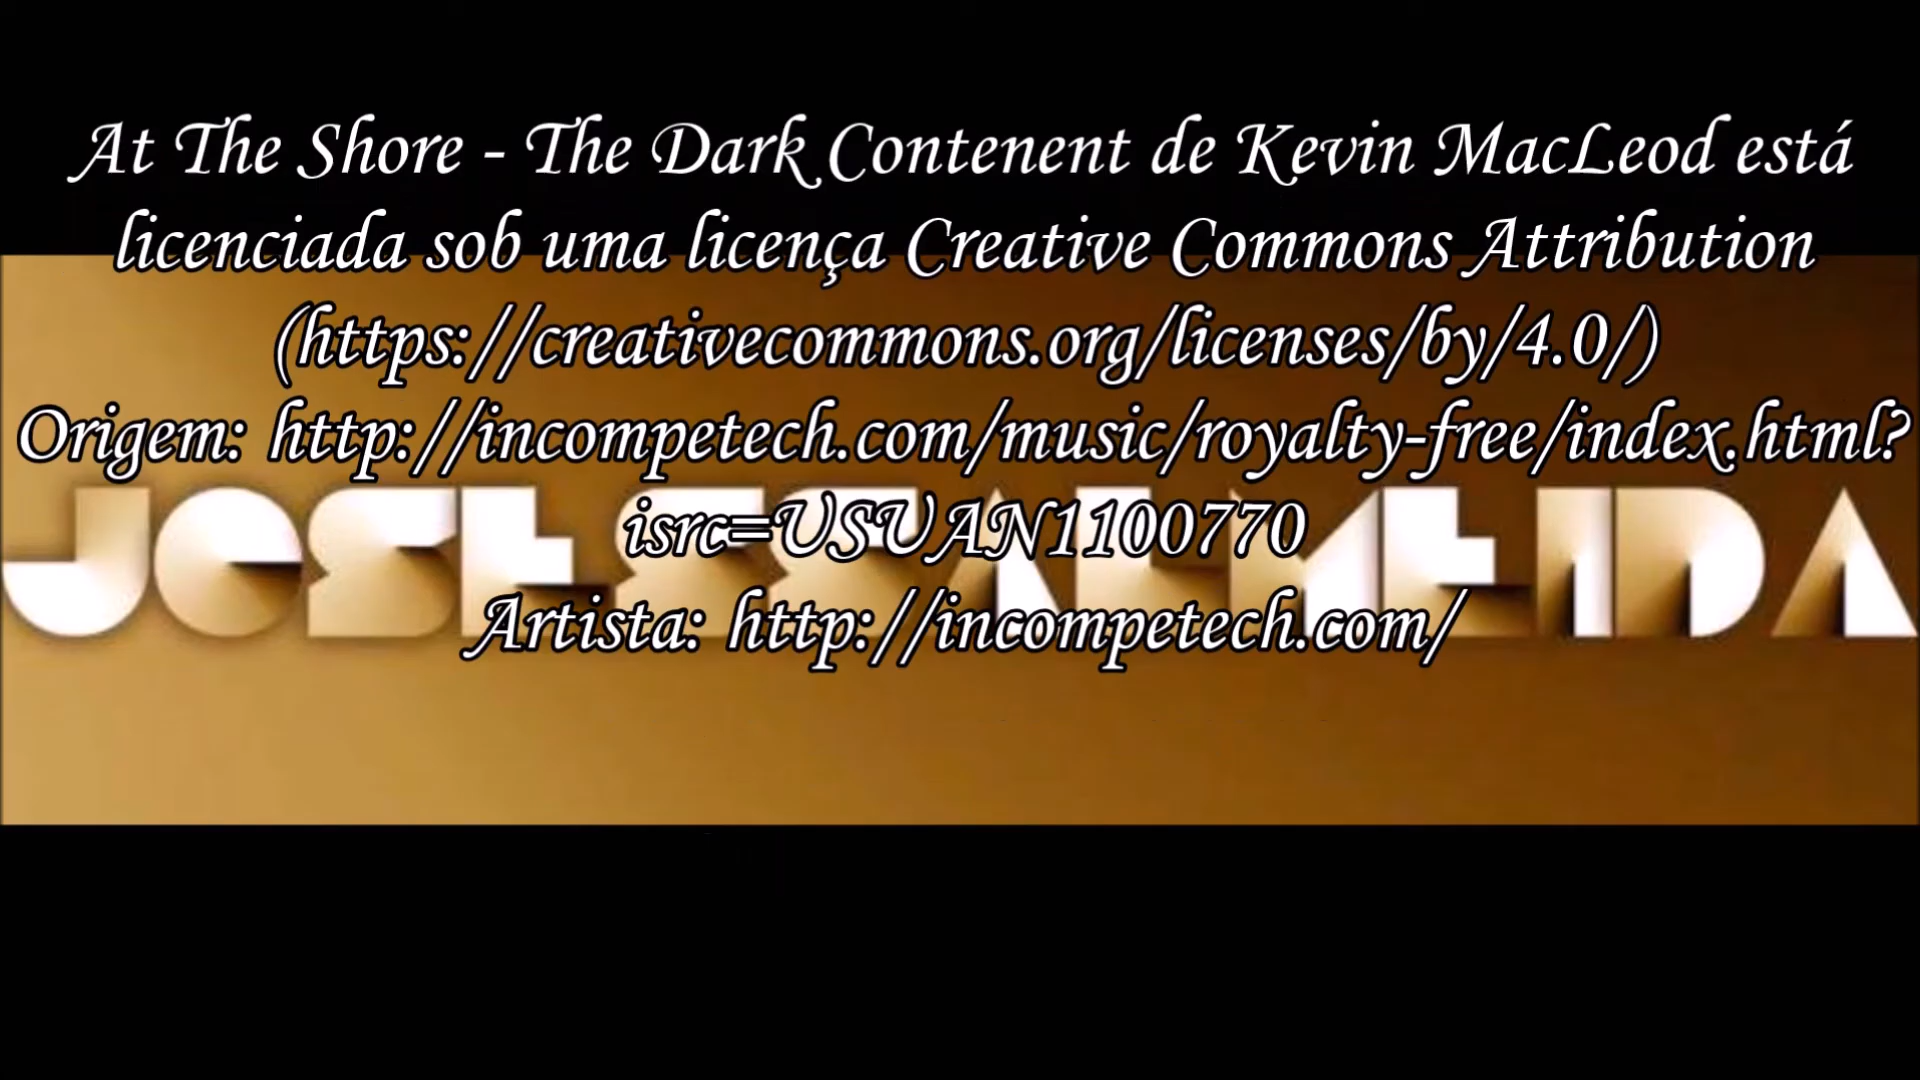 At The Shore - The Dark Contenent de Kevin MacLeod está
licenciada sob uma licença Creative Commons Attribution
(https://creativecommons.org/licenses/by/4.0/)
Origem: http://incompetech.com/music/royalty-free/index.html?
isrc=USUAN1100770
JOSE SSALMEIDA
Artista: http://incompetech.com/